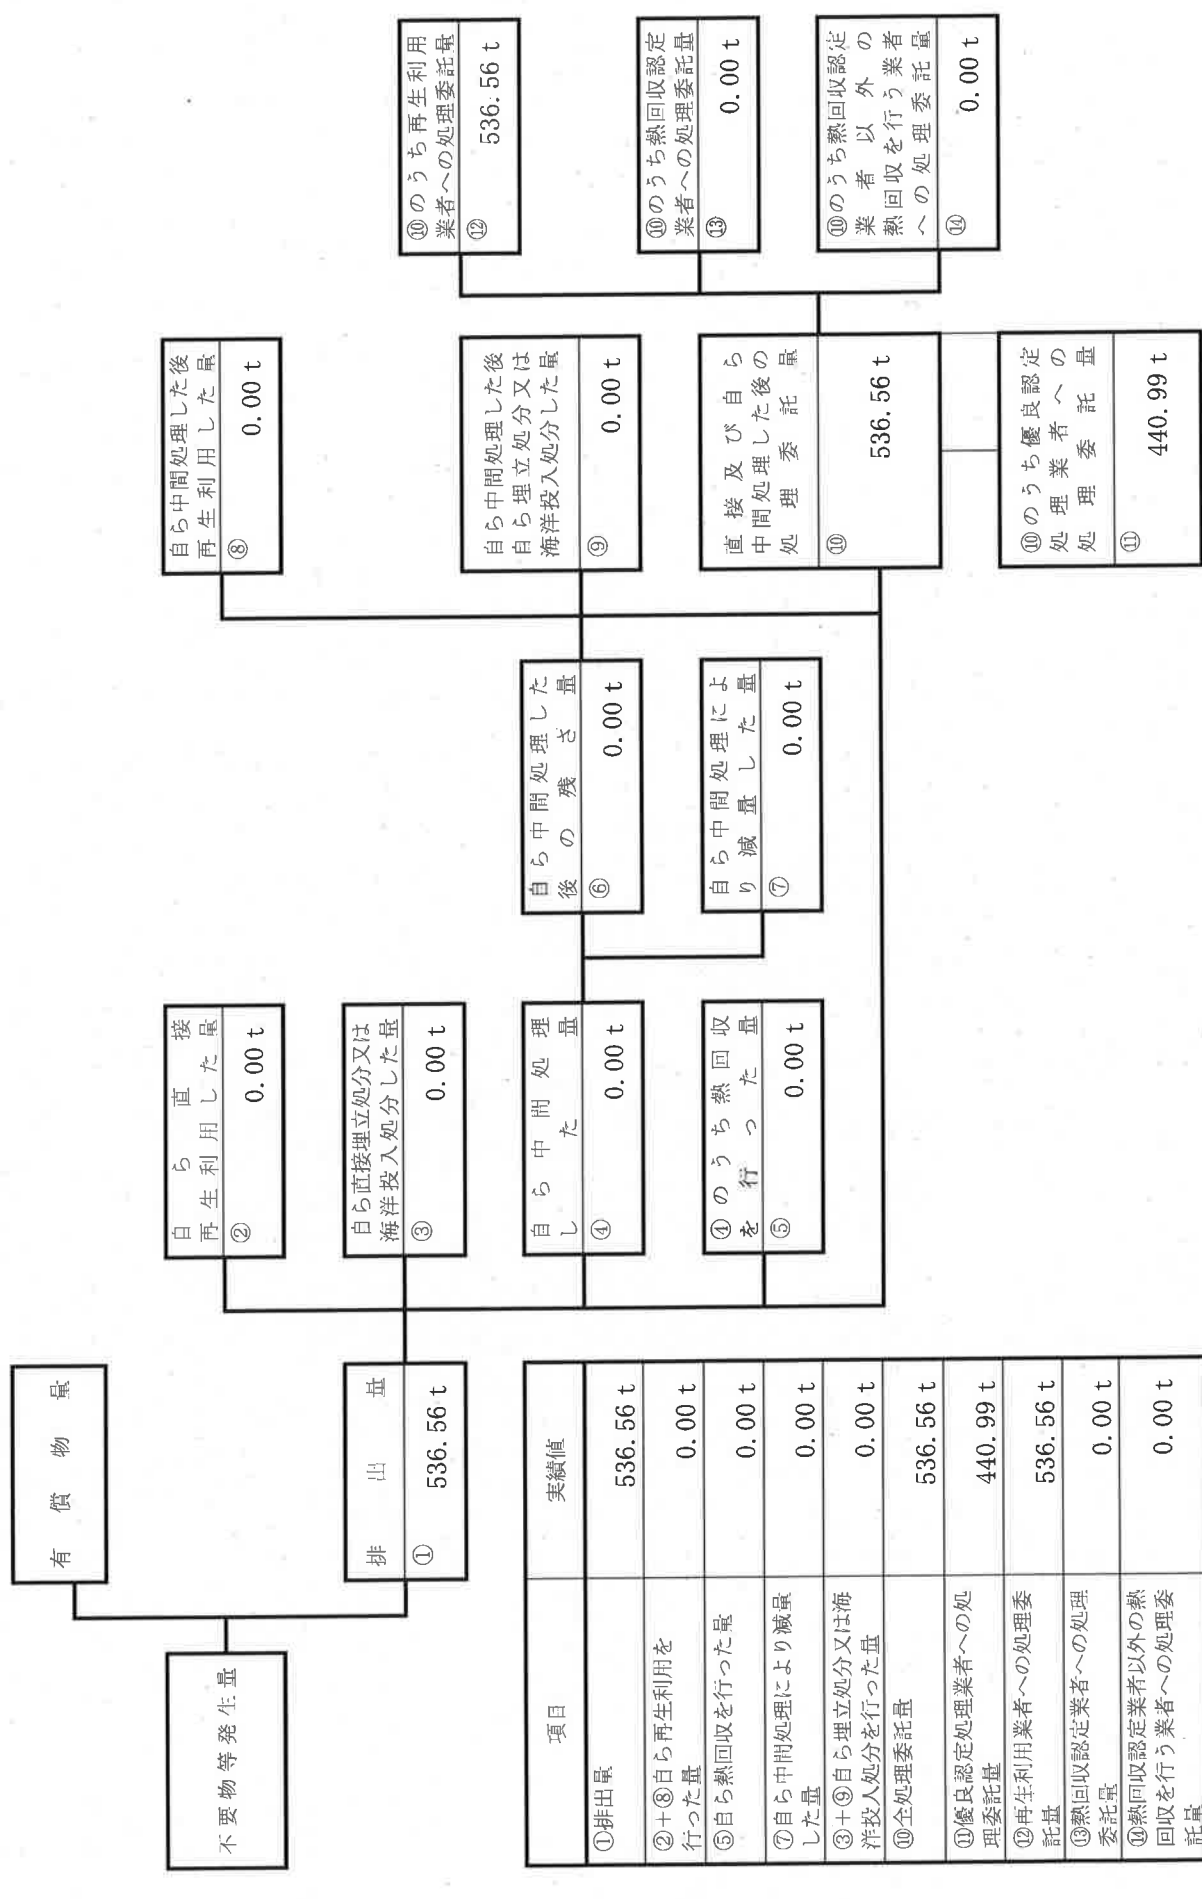 不要物等発生量
有償物量
排出量
① 536.56 t
自ら直接
再生利用した量
② 0.00 t
自ら直接埋立処分又は
海洋投入処分した量
③ 0.00 t
自ら中間処理
した量
④ 0.00 t
④のうち熱回収
を行った量
⑤ 0.00 t
自ら中間処理した
後の残さ量
⑥ 0.00 t
自ら中間処理によ
り減量した量
⑦ 0.00 t
自ら中間処理した後
再生利用した量
⑧ 0.00 t
自ら中間処理した後
自ら埋立処分又は
海洋投入処分した量
⑨ 0.00 t
直接及び自ら
中間処理した後の
処理委託量
⑩ 536.56 t
⑩のうち優良認定
処理業者への
処理委託量
⑪ 440.99 t
⑩のうち再生利用
業者への処理委託量
⑫ 536.56 t
⑩のうち熱回収認定
業者への処理委託量
⑬ 0.00 t
⑩のうち熱回収認定
業者以外の
熱回収を行う業者
への処理委託量
⑭ 0.00 t
項目 実績値
①排出量 536.56 t
②+⑧自ら再生利用を
行った量 0.00 t
⑤自ら熱回収を行った量 0.00 t
⑦自ら中間処理により減量
した量 0.00 t
③+⑨自ら埋立処分又は海
洋投入処分を行った量 0.00 t
⑩全処理委託量 536.56 t
⑪優良認定処理業者への処
理委託量 440.99 t
⑫再生利用業者への処理委
託量 536.56 t
⑬熱回収認定業者への処理
委託量 0.00 t
⑭熱回収認定業者以外の熱
回収を行う業者への処理委
託量 0.00 t